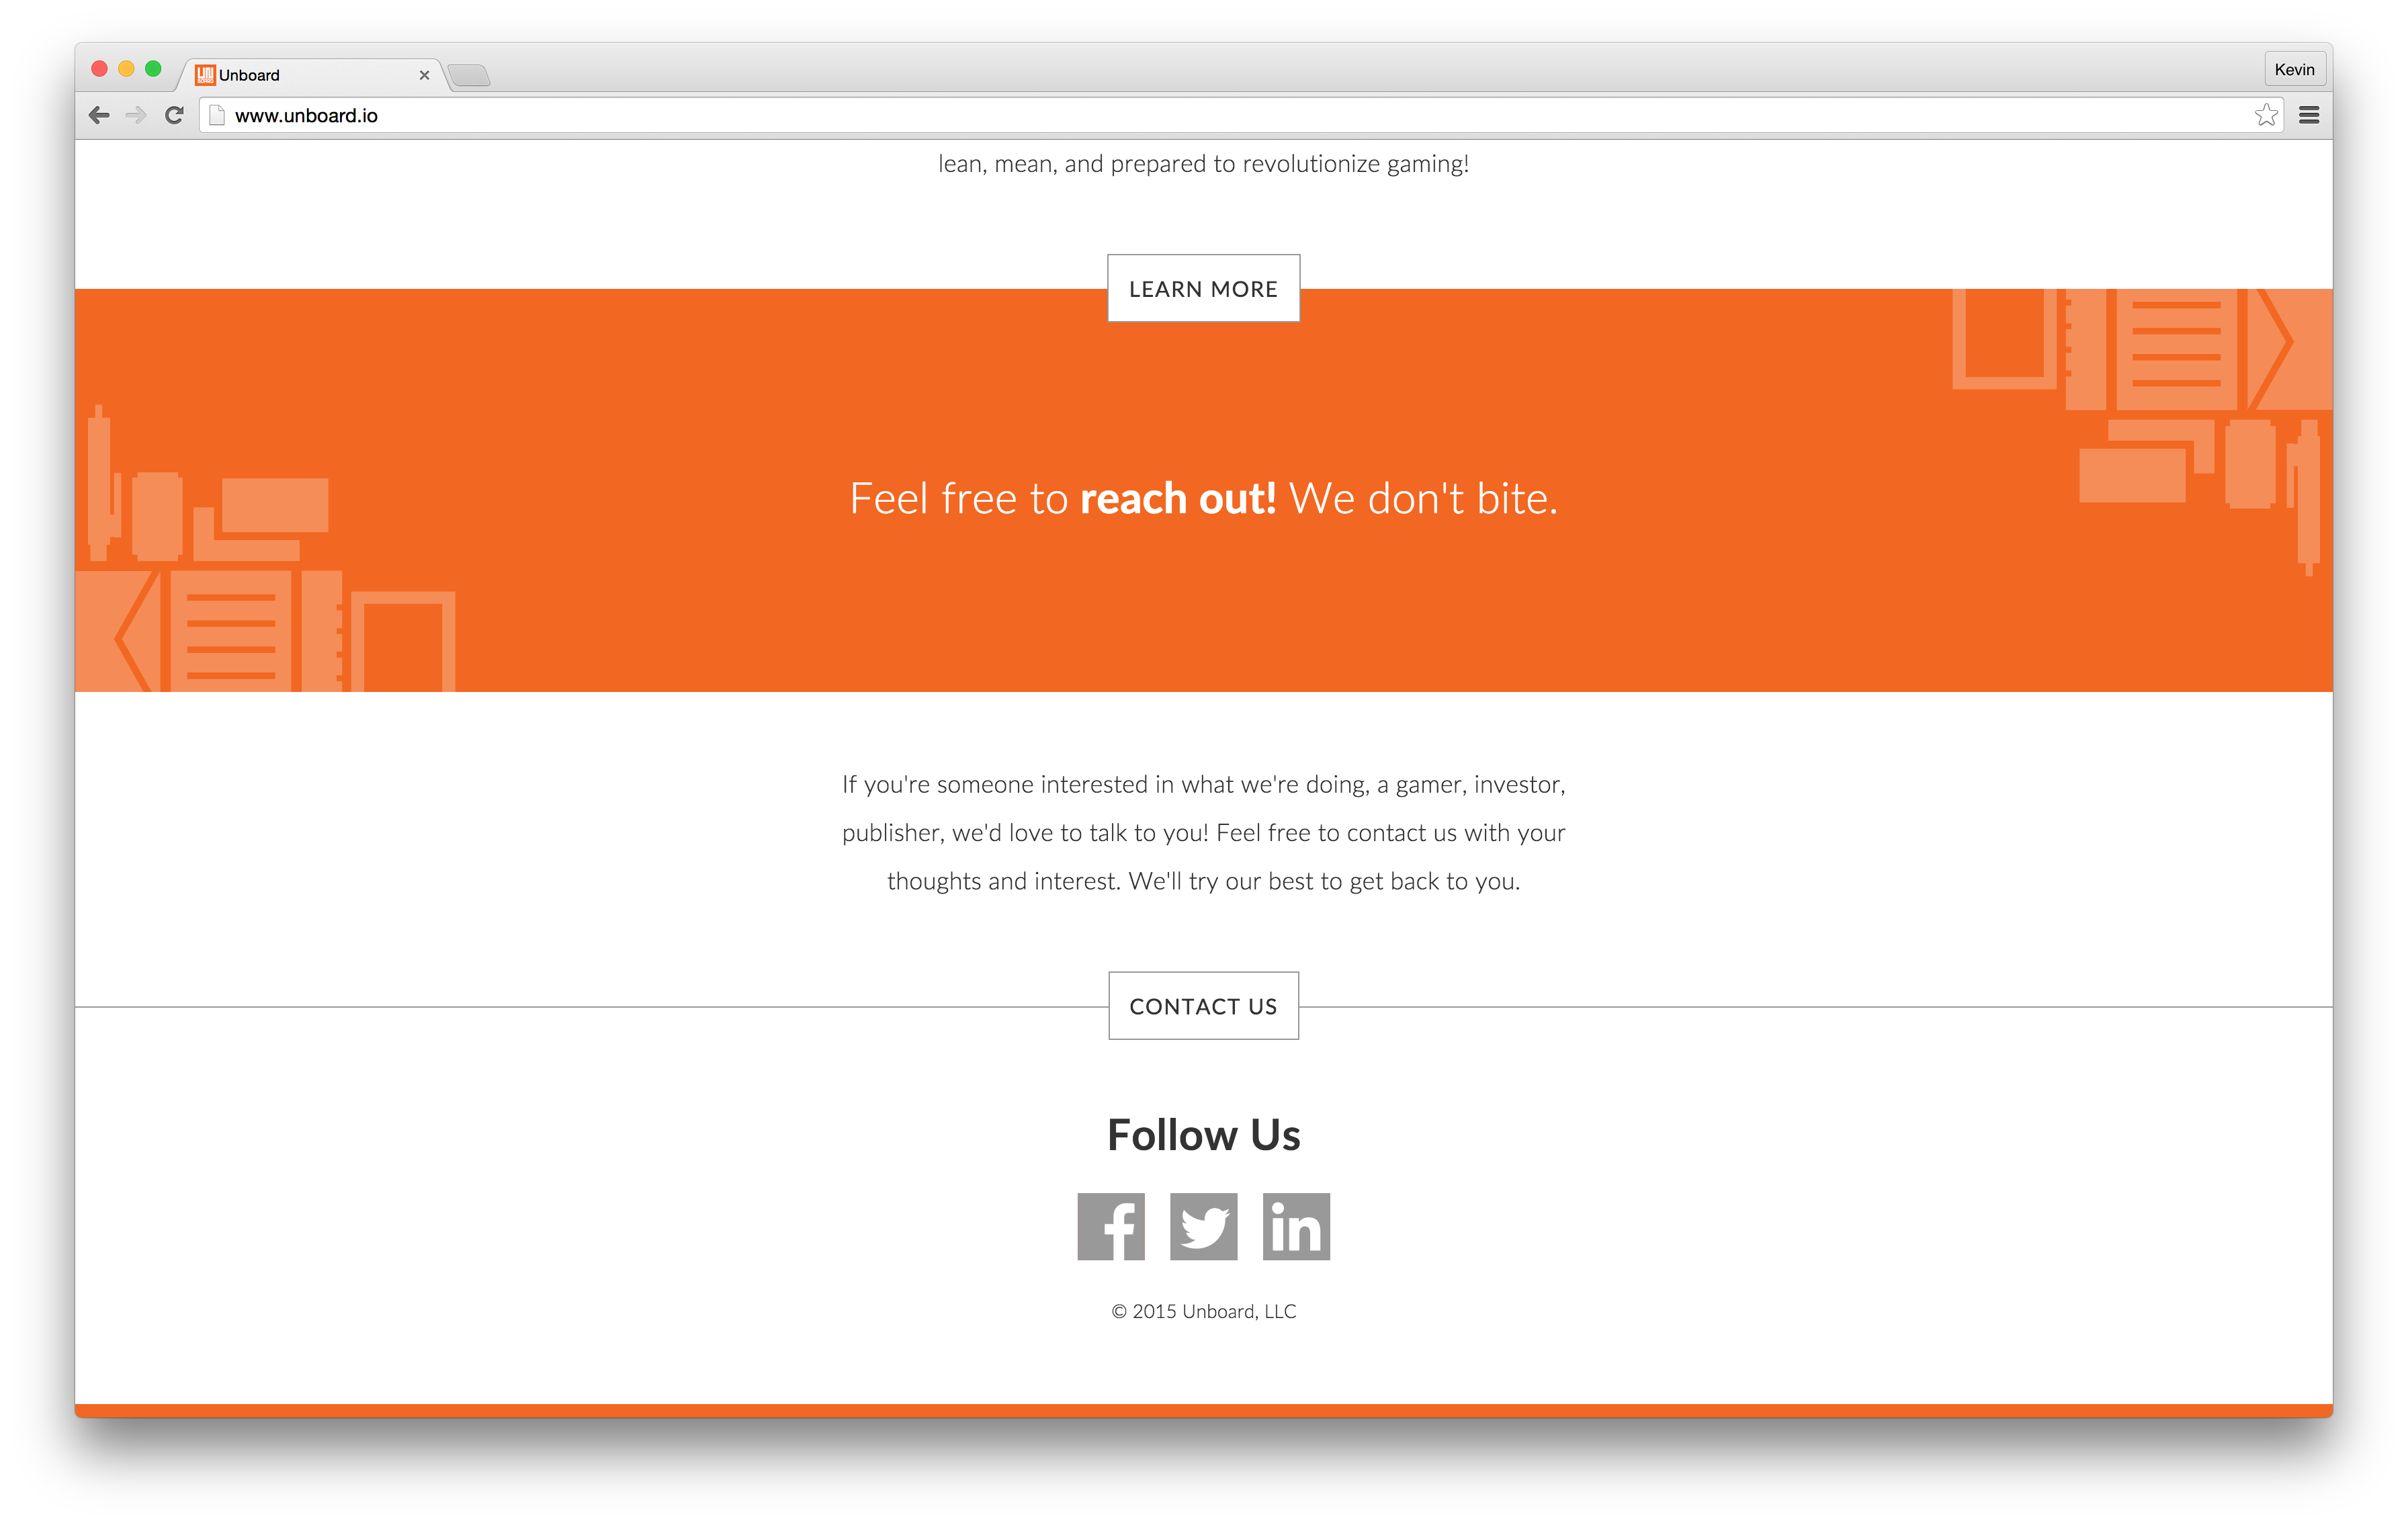 Unboard
Kevin
www.unboard.io
lean, mean, and prepared to revolutionize gaming!
LEARN MORE
Feel free to reach out! We don't bite.
If you're someone interested in what we're doing, a gamer, investor,
publisher, we'd love to talk to you! Feel free to contact us with your
thoughts and interest. We'll try our best to get back to you.
CONTACT US
Follow Us
© 2015 Unboard, LLC